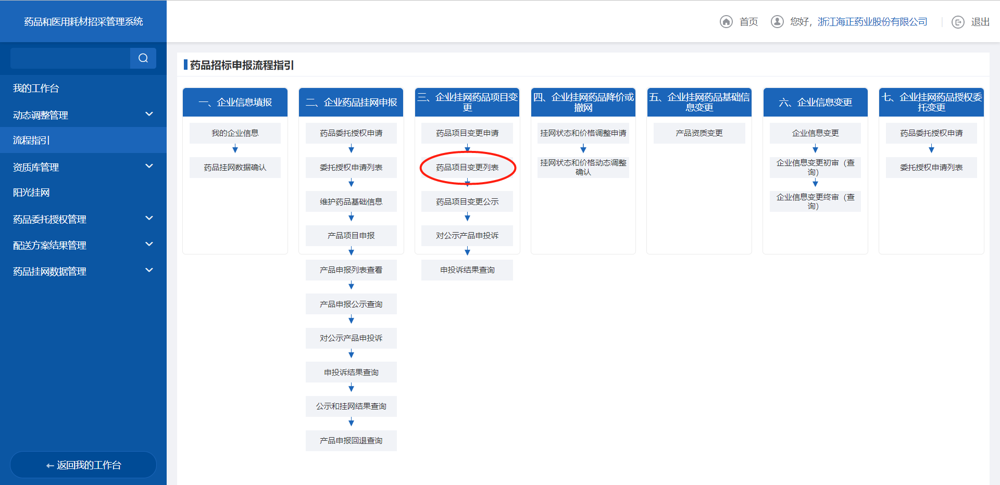 药品和医用耗材招采管理系统
首页
您好，浙江海正药业股份有限公司
退出
我的工作台
动态调整管理
流程指引
资质库管理
阳光挂网
药品委托授权管理
配送方案结果管理
药品挂网数据管理
返回我的工作台
药品招标申报流程指引
一、企业信息填报
我的企业信息
药品挂网数据确认
二、企业药品挂网申报
药品委托授权申请
委托授权申请列表
维护药品基础信息
产品项目申报
产品申报列表查看
产品申报公示查询
对公示产品申投诉
申投诉结果查询
公示和挂网结果查询
产品申报回退查询
三、企业挂网药品项目变
更
药品项目变更申请
药品项目变更列表
药品项目变更公示
对公示产品申投诉
申投诉结果查询
四、企业挂网药品降价或
撤网
挂网状态和价格调整申请
挂网状态和价格动态调整
确认
五、企业挂网药品基础信
息变更
产品资质变更
六、企业信息变更
企业信息变更
企业信息变更初审（查
询）
企业信息变更终审（查
询）
七、企业挂网药品授权委
托变更
药品委托授权申请
委托授权申请列表